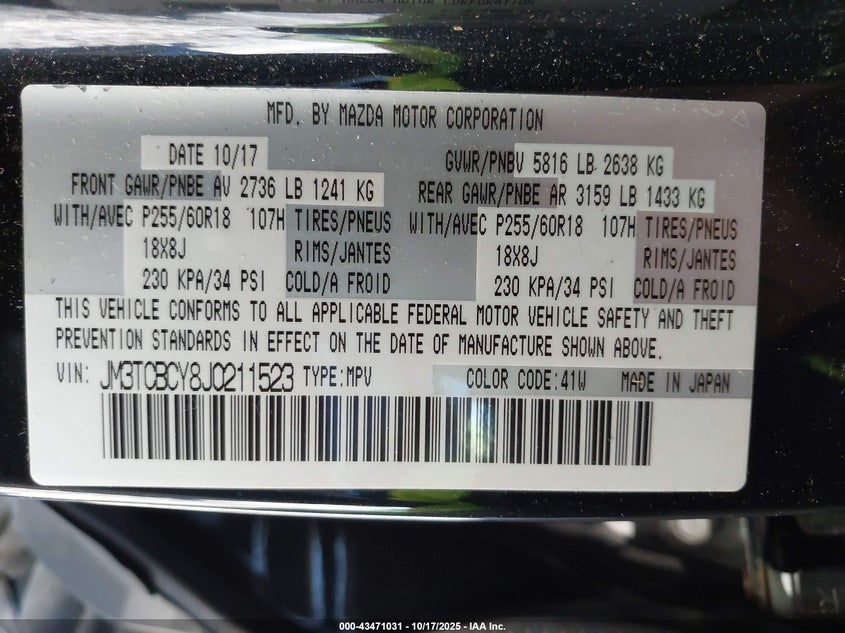 MFD. BY MAZDA MOTOR CORPORATION
DATE 10/17 GVWR/PNBV 5816 LB 2638 KG
FRONT GAWR/PNBE AV 2736 LB 1241 KG REAR GAWR/PNBE AR 3159 LB 1433 KG
WITH/AVEC P255/60R18 107H TIRES/PNEUS WITH/AVEC P255/60R18 107H TIRES/PNEUS
18X8J RIMS/JANTES 18X8J RIMS/JANTES
230 KPA/34 PSI COLD/A FROID 230 KPA/34 PSI COLD/A FROID
THIS VEHICLE CONFORMS TO ALL APPLICABLE FEDERAL MOTOR VEHICLE SAFETY AND THEFT
PREVENTION STANDARDS IN EFFECT ON THE DATE OF MANUFACTURE SHOWN ABOVE.
VIN: JM3TCBCY8J0211523 TYPE:MPV COLOR CODE:41W MADE IN JAPAN
000-43471031 - 10/17/2025 - IAA Inc.